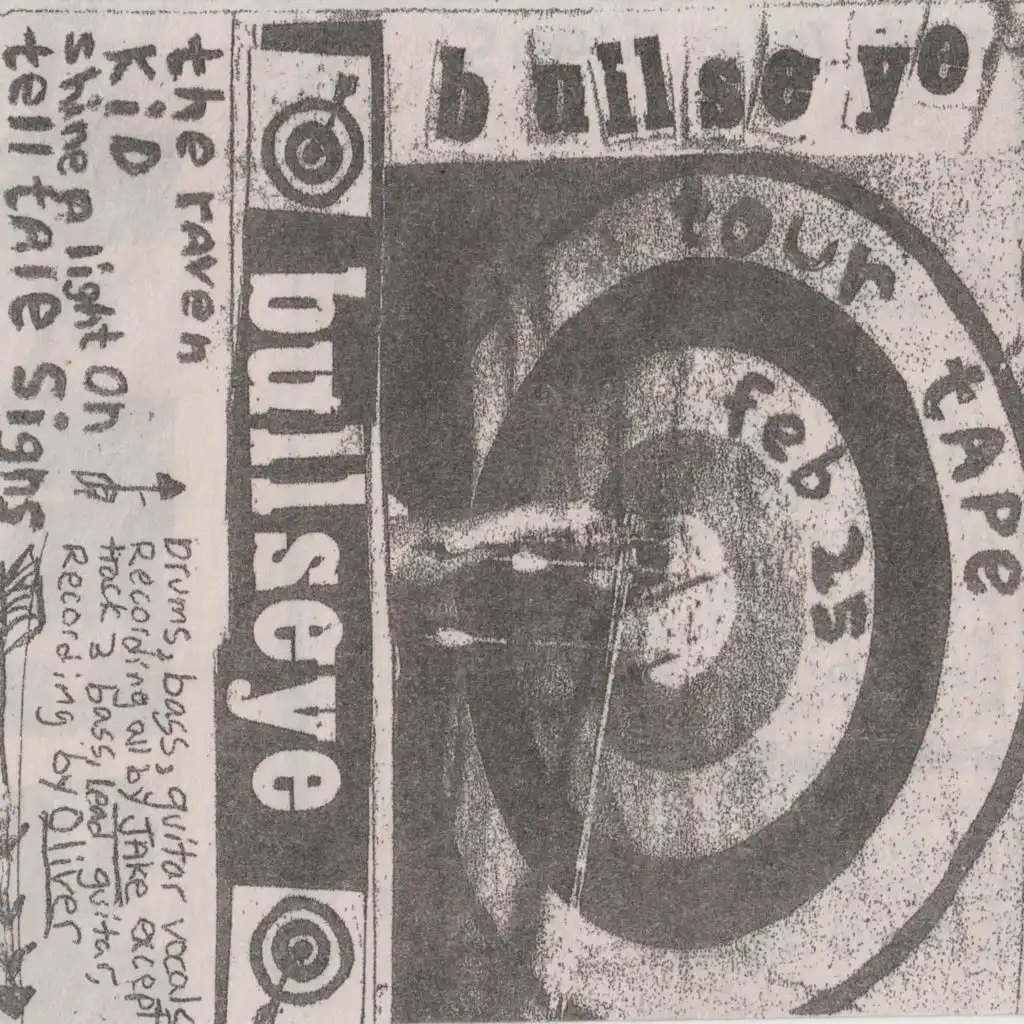 bullseye
tour tAPe
feb 25
bullseye
the rAven
KiD
shine A light On
tell tAle Signs
Drums, bass, guitar vocals
Recording all by JAke except
track 3 bass, lead guitar,
Recording by Oliver